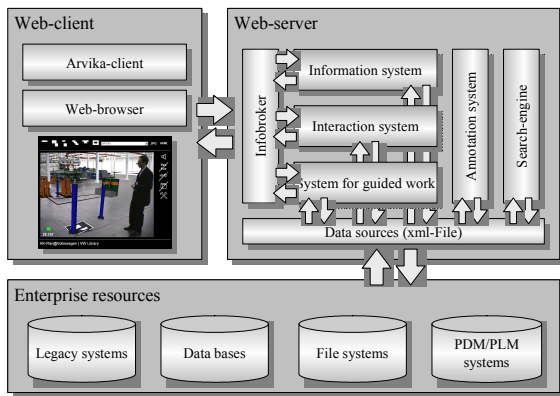 Web-client
Arvika-client
Web-browser
Web-server
Infobroker
Information system
Interaction system
System for guided work
Annotation system
Search-engine
Data sources (xml-File)
Enterprise resources
Legacy systems
Data bases
File systems
PDM/PLM
systems